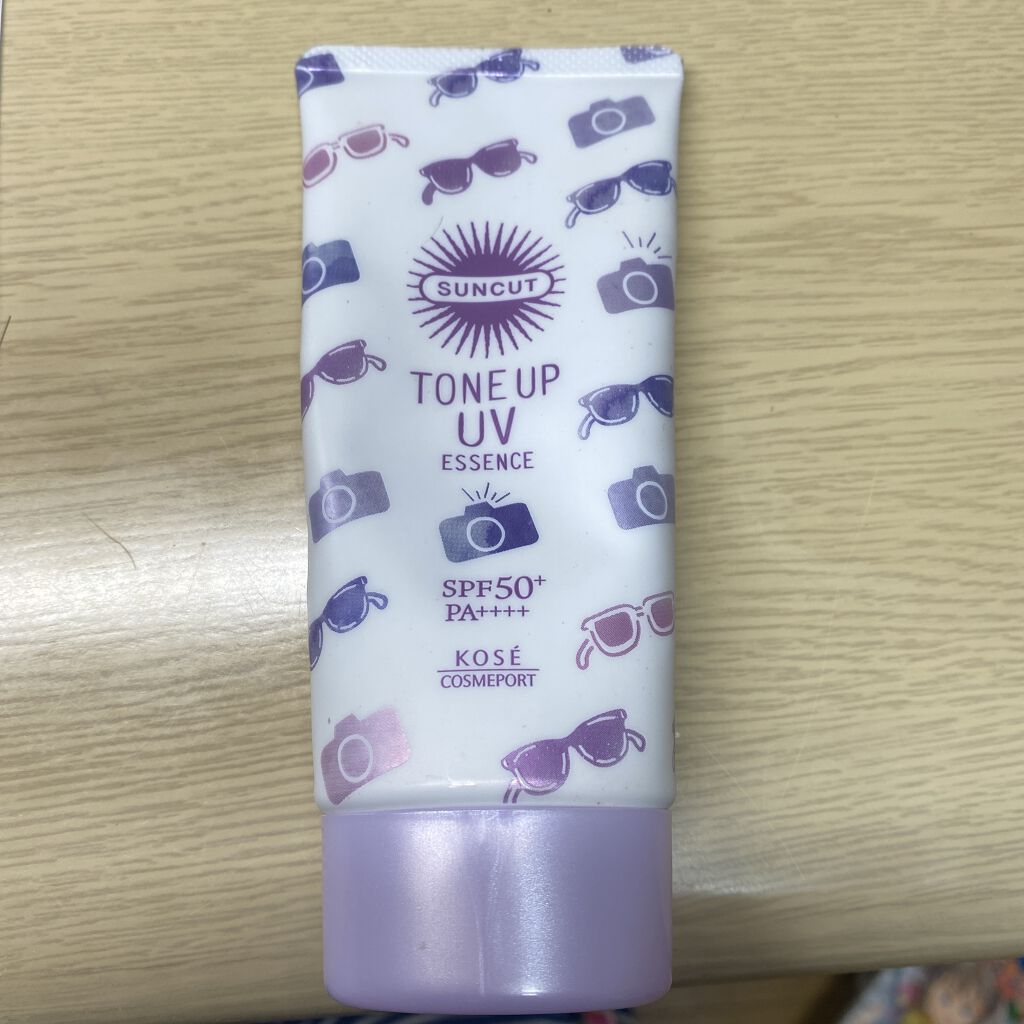 SUNCUT
TONE UP
UV
ESSENCE
SPF50+
PA++++
KOSÉ
COSMEPORT